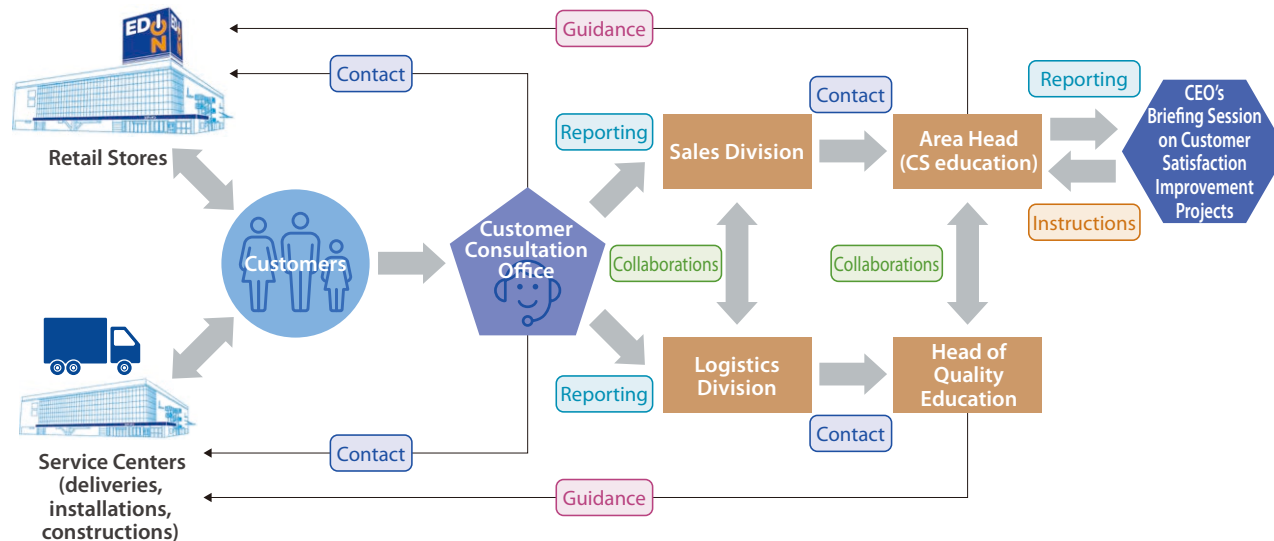 EDI
ON
Guidance
Contact
Retail Stores
Customers
Customer
Consultation
Office
Reporting
Sales Division
Contact
Area Head
(CS education)
Reporting
CEO's
Briefing Session
on Customer
Satisfaction
Improvement
Projects
Instructions
Collaborations
Collaborations
Reporting
Logistics
Division
Contact
Head of
Quality
Education
Contact
Guidance
Service Centers
(deliveries,
installations,
constructions)